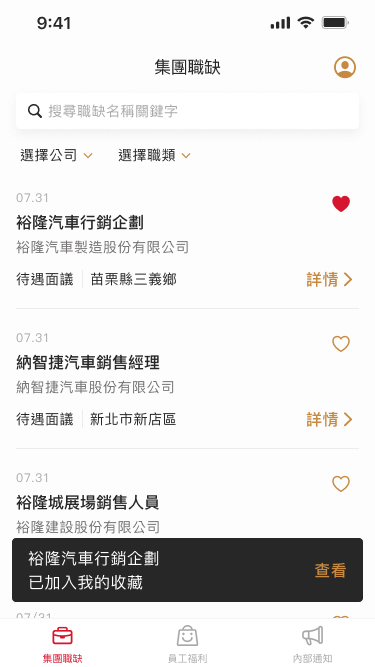 9:41
集團職缺
搜尋職缺名稱關鍵字
選擇公司 選擇職類
07.31
裕隆汽車行銷企劃
裕隆汽車製造股份有限公司
待遇面議 苗栗縣三義鄉 詳情
07.31
納智捷汽車銷售經理
納智捷汽車股份有限公司
待遇面議 新北市新店區 詳情
07.31
裕隆城展場銷售人員
裕隆建設股份有限公司
裕隆汽車行銷企劃
已加入我的收藏
查看
07/31
集團職缺 員工福利 內部通知